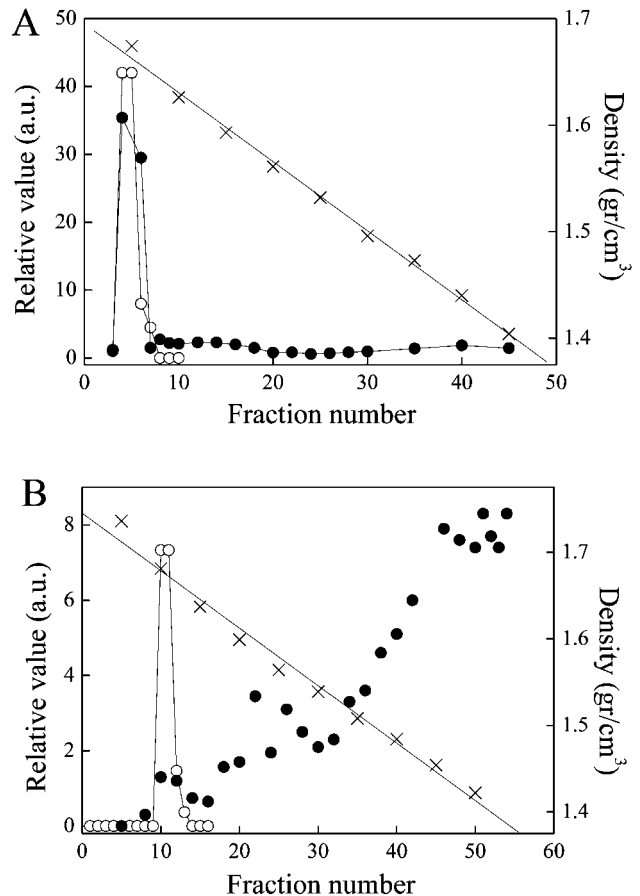 A
50
40
30
20
10
0
Relative value (a.u.)
1.7
1.6
1.5
1.4
Density (gr/cm³)
0 10 20 30 40 50
Fraction number
B
8
6
4
2
0
Relative value (a.u.)
1.7
1.6
1.5
1.4
Density (gr/cm³)
0 10 20 30 40 50 60
Fraction number